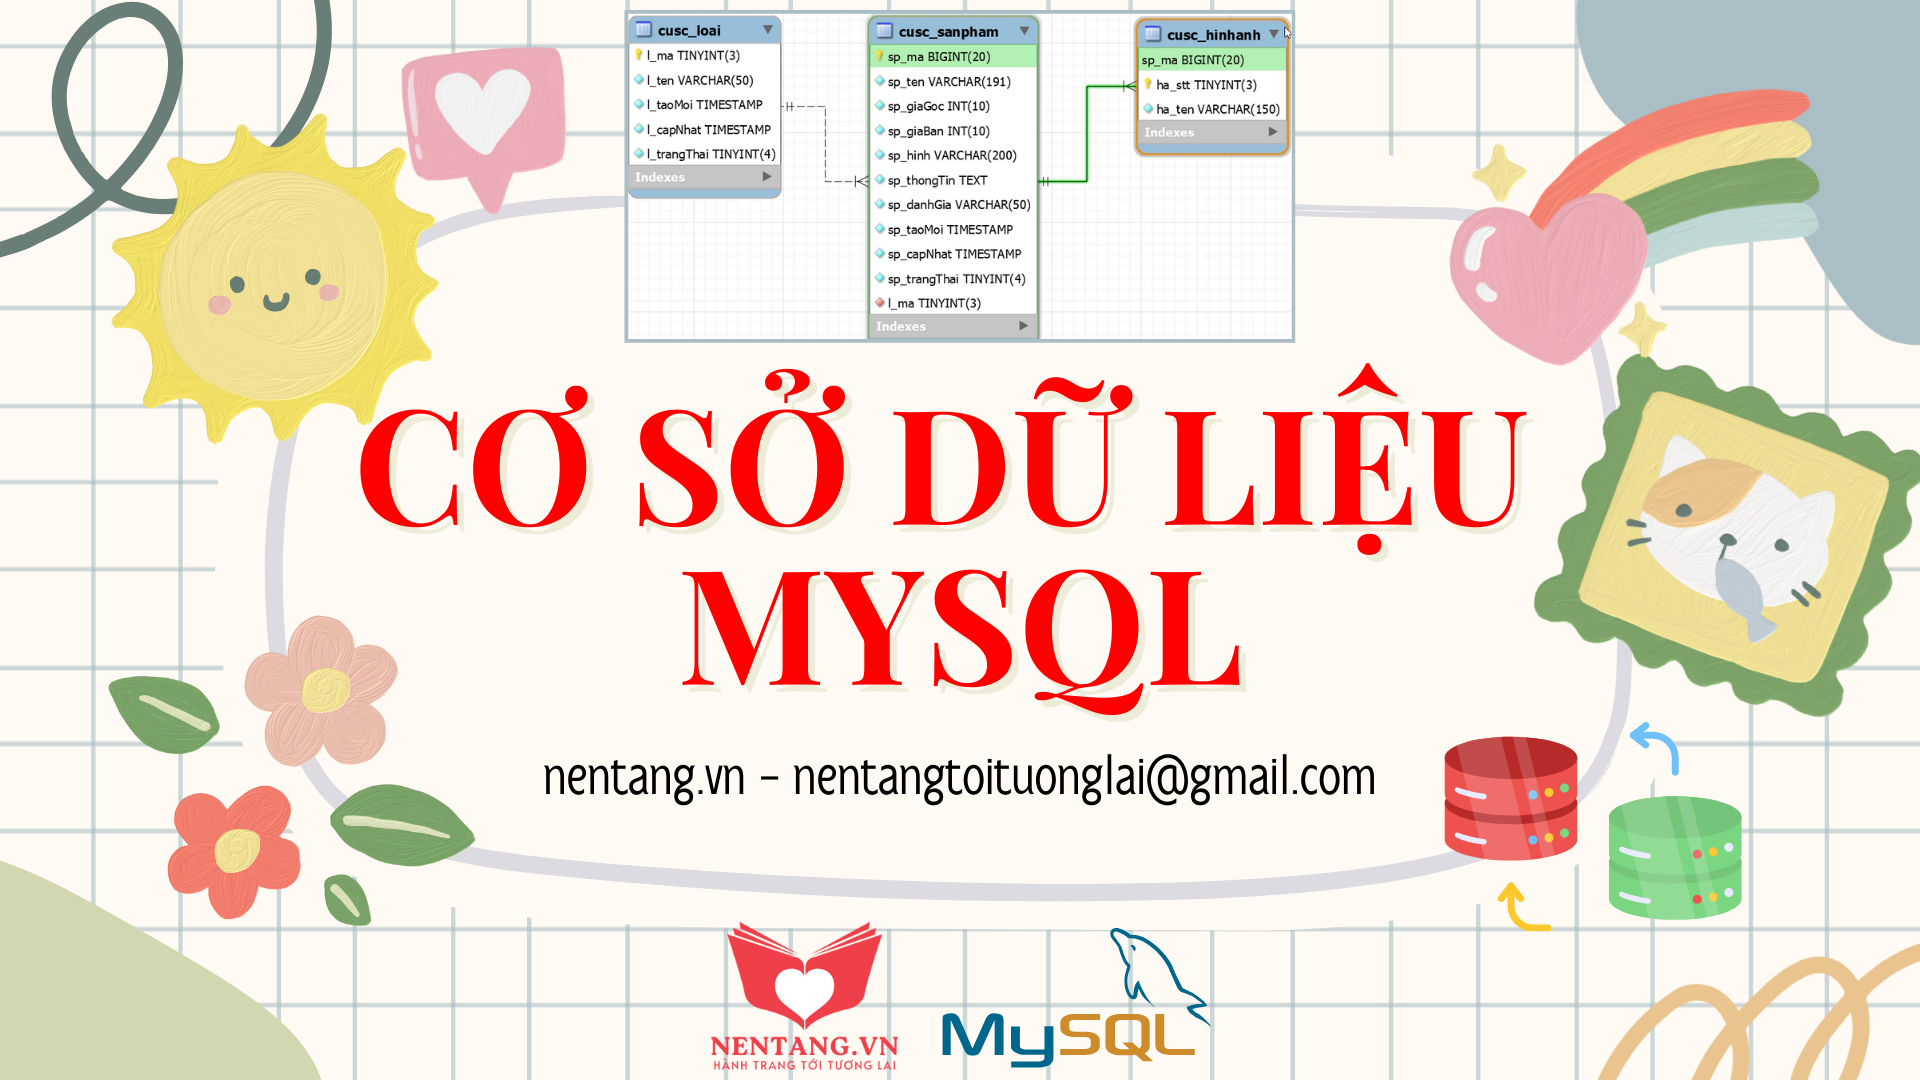 cusc_loai
l_ma TINYINT(3)
l_ten VARCHAR(50)
l_taoMoi TIMESTAMP
l_capNhat TIMESTAMP
l_trangThai TINYINT(4)
Indexes
cusc_sanpham
sp_ma BIGINT(20)
sp_ten VARCHAR(191)
sp_giaGoc INT(10)
sp_giaBan INT(10)
sp_hinh VARCHAR(200)
sp_thongTin TEXT
sp_danhGia VARCHAR(50)
sp_taoMoi TIMESTAMP
sp_capNhat TIMESTAMP
sp_trangThai TINYINT(4)
l_ma TINYINT(3)
Indexes
cusc_hinhanh
sp_ma BIGINT(20)
ha_stt TINYINT(3)
ha_ten VARCHAR(150)
Indexes
CƠ SỞ DỮ LIỆU
MYSQL
nentang.vn – nentangtoituonglai@gmail.com
NENTANG.VN
HÀNH TRANG TỚI TƯƠNG LAI
MySQL